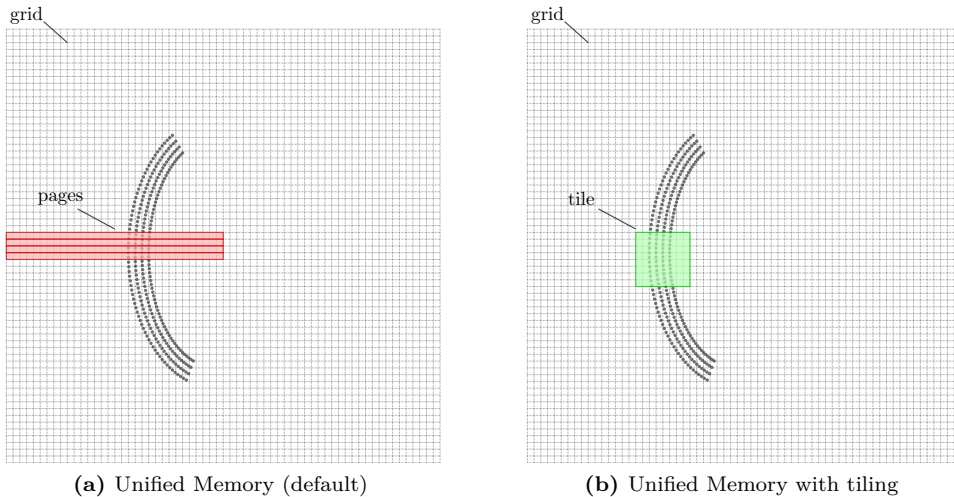 grid
grid
pages
tile
(a) Unified Memory (default)
(b) Unified Memory with tiling